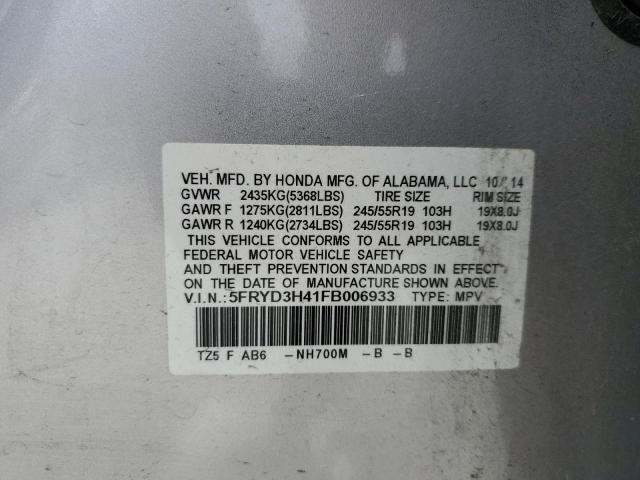 VEH. MFD. BY HONDA MFG. OF ALABAMA, LLC 10/ 14
GVWR 2435KG(5368LBS) TIRE SIZE RIM SIZE
GAWR F 1275KG(2811LBS) 245/55R19 103H 19X8.0J
GAWR R 1240KG(2734LBS) 245/55R19 103H 19X8.0J
THIS VEHICLE CONFORMS TO ALL APPLICABLE
FEDERAL MOTOR VEHICLE SAFETY
AND THEFT PREVENTION STANDARDS IN EFFECT
ON THE DATE OF MANUFACTURE SHOWN ABOVE.
V.I.N.:5FRYD3H41FB006933 TYPE: MPV
TZ5 F AB6 -NH700M -B -B